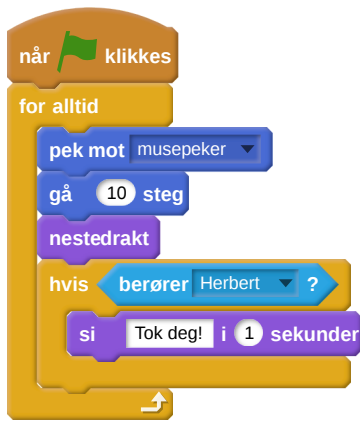 når klikkes
for alltid
pek mot musepeker
gå 10 steg
nestedrakt
hvis berører Herbert ?
si Tok deg! i 1 sekunder